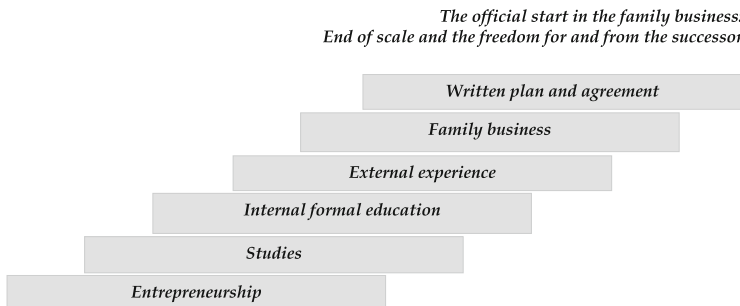 The official start in the family business.
End of scale and the freedom for and from the successor
Written plan and agreement
Family business
External experience
Internal formal education
Studies
Entrepreneurship